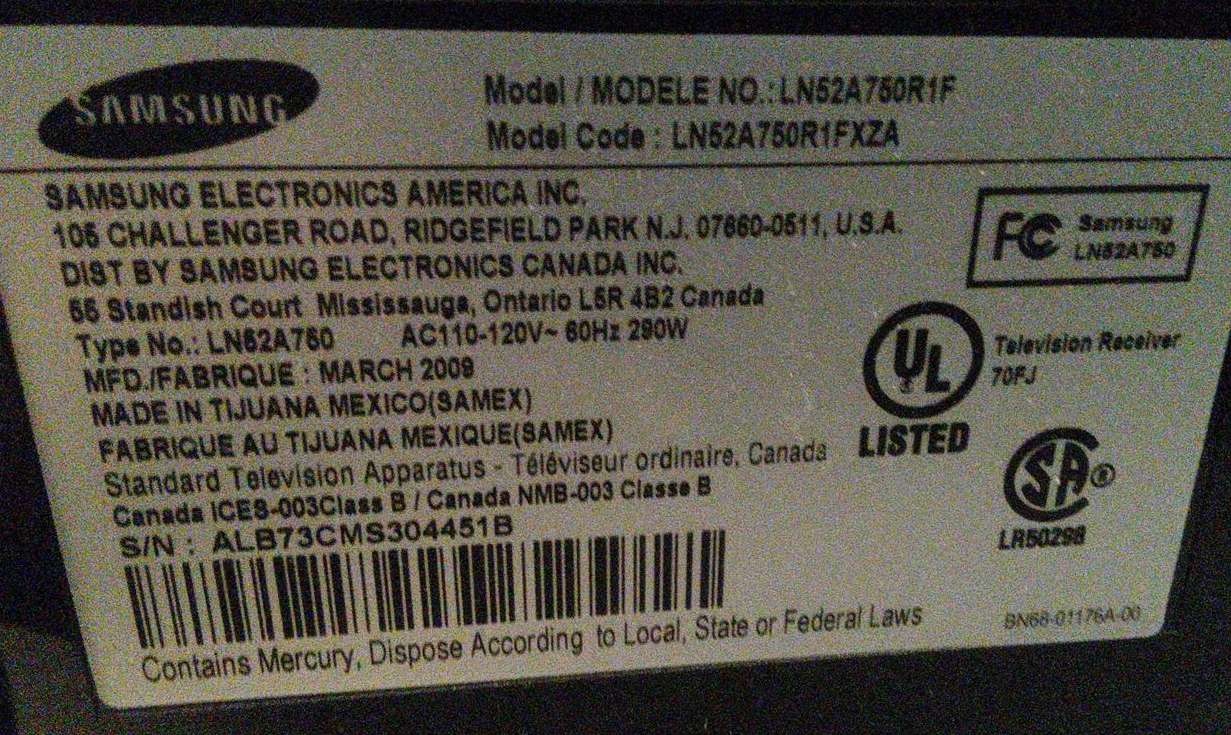 SAMSUNG
Model / MODELE NO.:LN52A750R1F
Model Code : LN52A750R1FXZA
SAMSUNG ELECTRONICS AMERICA INC.
105 CHALLENGER ROAD, RIDGEFIELD PARK N.J. 07660-0511, U.S.A.
DIST BY SAMSUNG ELECTRONICS CANADA INC.
55 Standish Court Mississauga, Ontario L5R 4B2 Canada
Type No.: LN52A750 AC110-120V~ 60Hz 290W
MFD./FABRIQUE : MARCH 2009
MADE IN TIJUANA MEXICO(SAMEX)
FABRIQUE AU TIJUANA MEXIQUE(SAMEX)
Standard Television Apparatus - Téléviseur ordinaire, Canada
Canada ICES-003Class B / Canada NMB-003 Classe B
S/N : ALB73CMS304451B
Contains Mercury, Dispose According to Local, State or Federal Laws
FC Samsung
LN52A750
UL Television Receiver
70FJ
LISTED
SA ®
LR50298
BN68-01176A-00